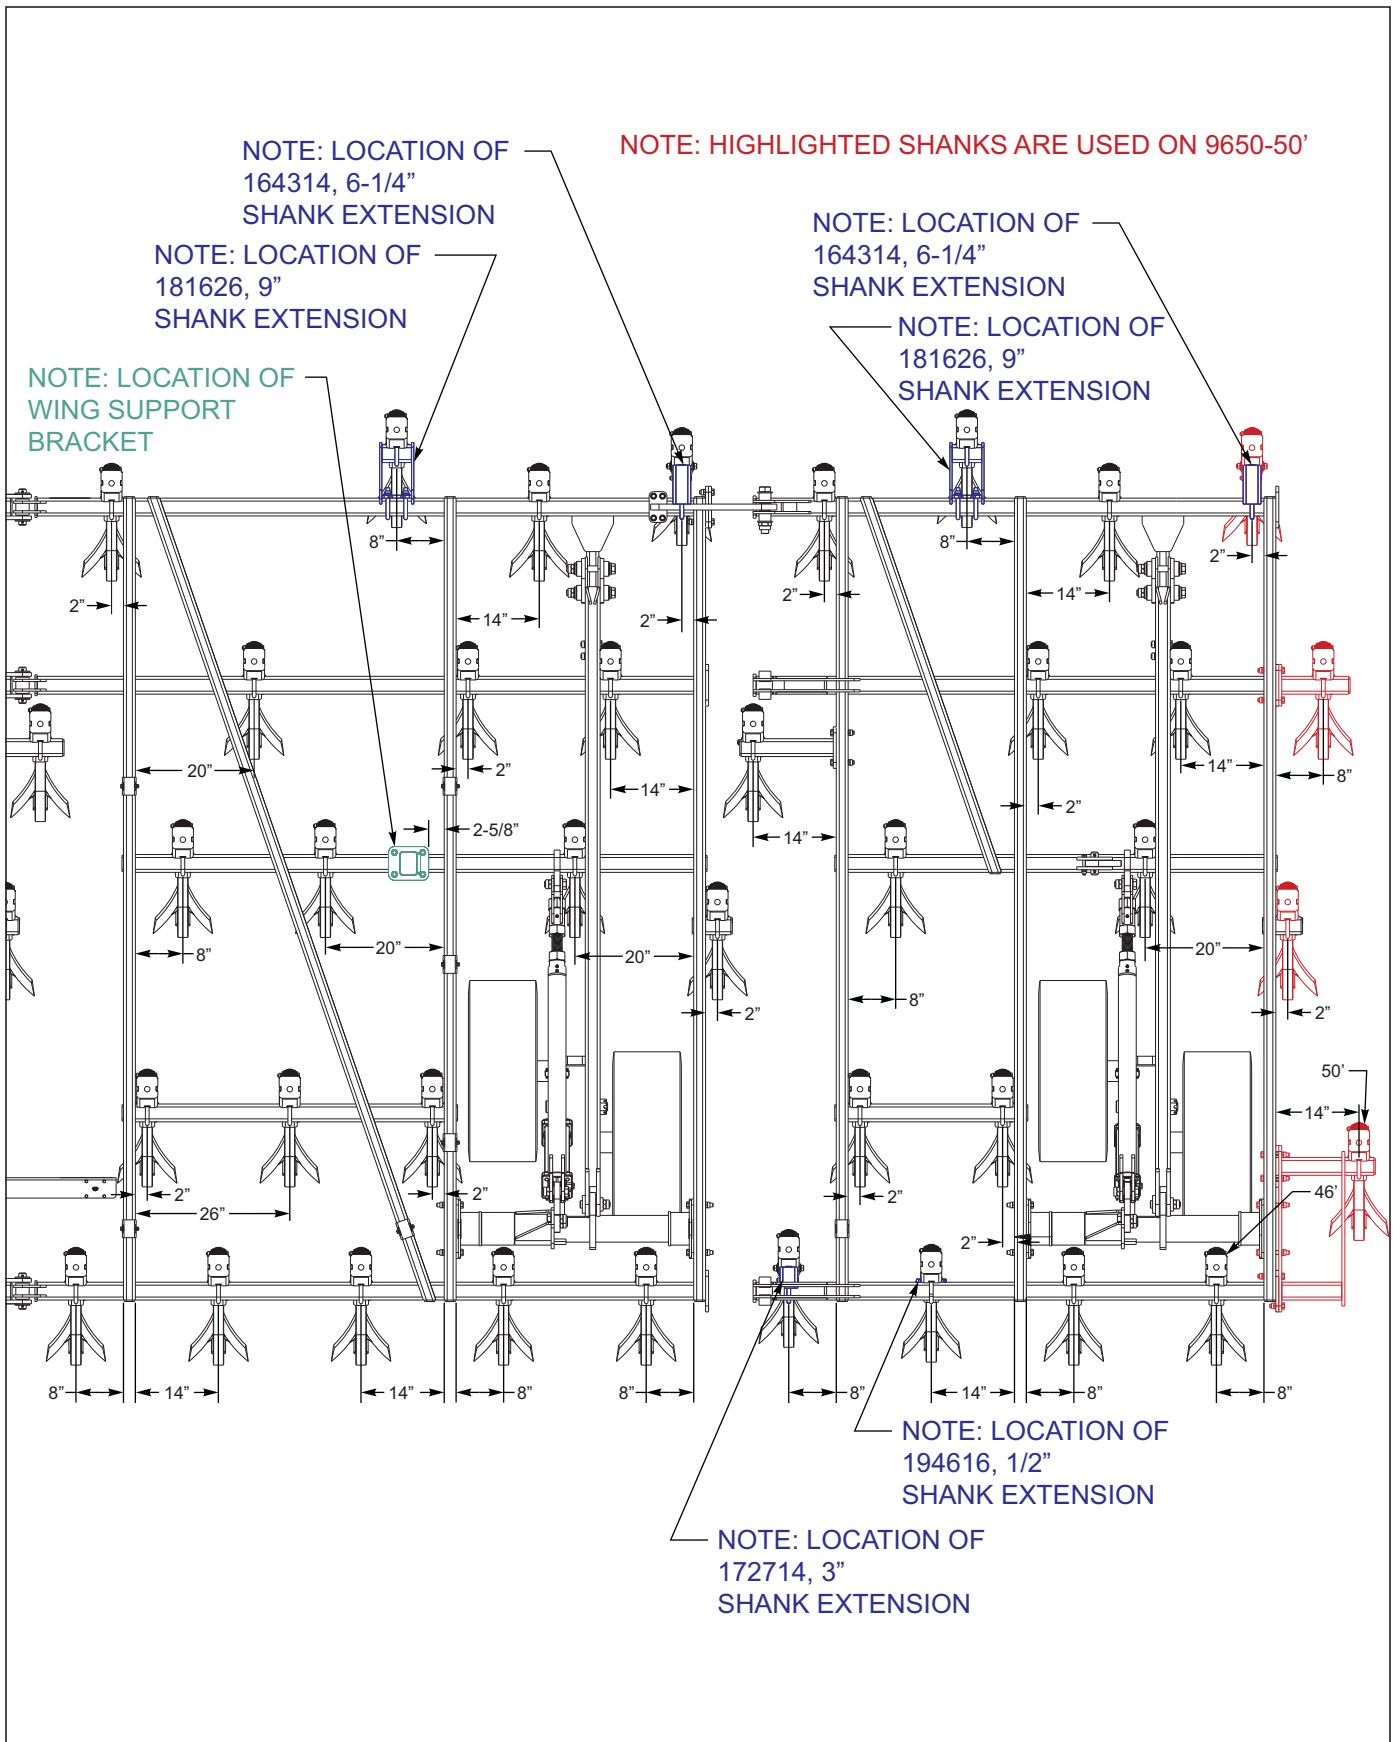 NOTE: LOCATION OF
164314, 6-1/4”
SHANK EXTENSION
NOTE: HIGHLIGHTED SHANKS ARE USED ON 9650-50’
NOTE: LOCATION OF
164314, 6-1/4”
SHANK EXTENSION
NOTE: LOCATION OF
181626, 9”
SHANK EXTENSION
NOTE: LOCATION OF
181626, 9”
SHANK EXTENSION
NOTE: LOCATION OF
WING SUPPORT
BRACKET
8”
8”
2”
2”
14”
2”
2”
14”
20”
2”
14”
14”
8”
2”
2-5/8”
14”
8”
20”
20”
20”
8”
2”
2”
50’
14”
2”
2”
2”
46’
26”
2”
8”
14”
14”
8”
8”
8”
14”
8”
8”
NOTE: LOCATION OF
194616, 1/2”
SHANK EXTENSION
NOTE: LOCATION OF
172714, 3”
SHANK EXTENSION